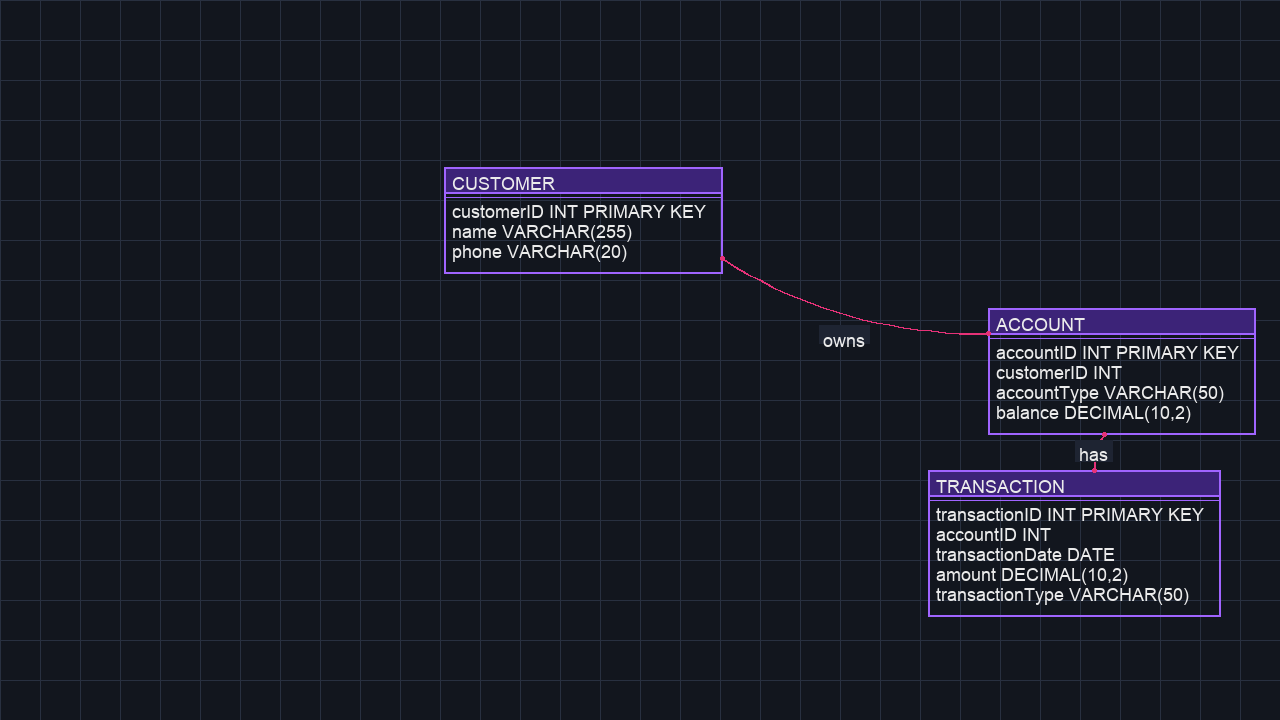 CUSTOMER
customerID INT PRIMARY KEY
name VARCHAR(255)
phone VARCHAR(20)
owns
ACCOUNT
accountID INT PRIMARY KEY
customerID INT
accountType VARCHAR(50)
balance DECIMAL(10,2)
has
TRANSACTION
transactionID INT PRIMARY KEY
accountID INT
transactionDate DATE
amount DECIMAL(10,2)
transactionType VARCHAR(50)